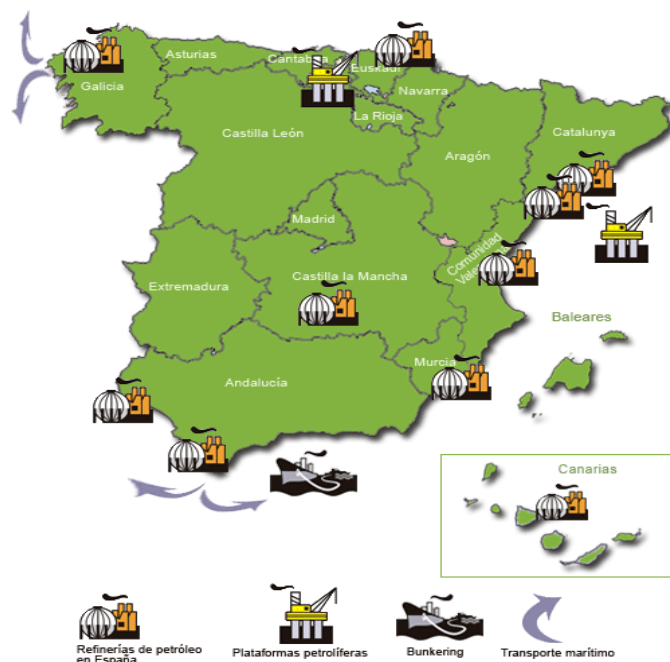 Asturias
Cantabria
Euskadi
Galicia
Navarra
La Rioja
Castilla León
Catalunya
Aragón
Madrid
Comunidad
Castilla la Mancha
Extremadura
Baleares
Murcia
Andalucía
Canarias
Refinerías de petróleo
en España
Plataformas petrolíferas
Bunkering
Transporte marítimo